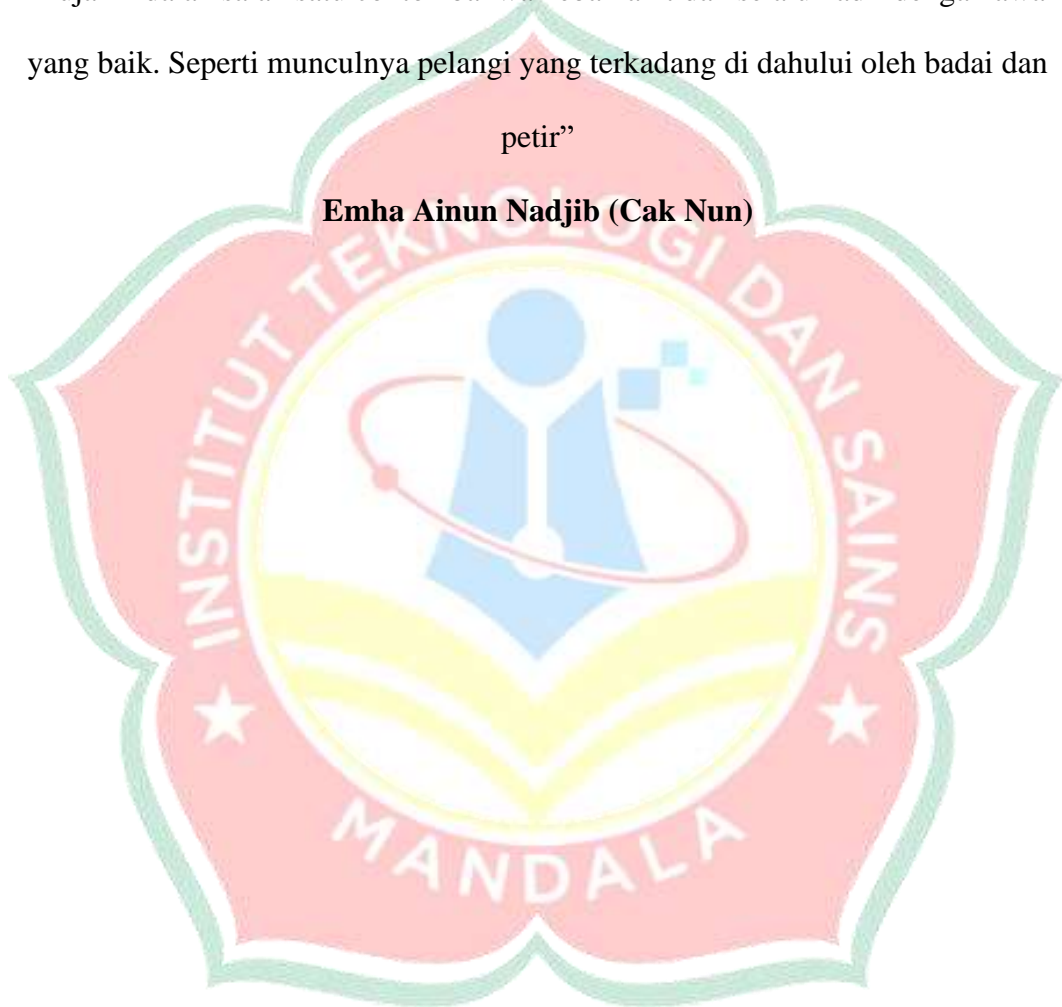 yang baik. Seperti munculnya pelangi yang terkadang di dahului oleh badai dan
petir”
Emha Ainun Nadjib (Cak Nun)
INSTITUT TEKNOLOGI DAN SAINS
MANDALA